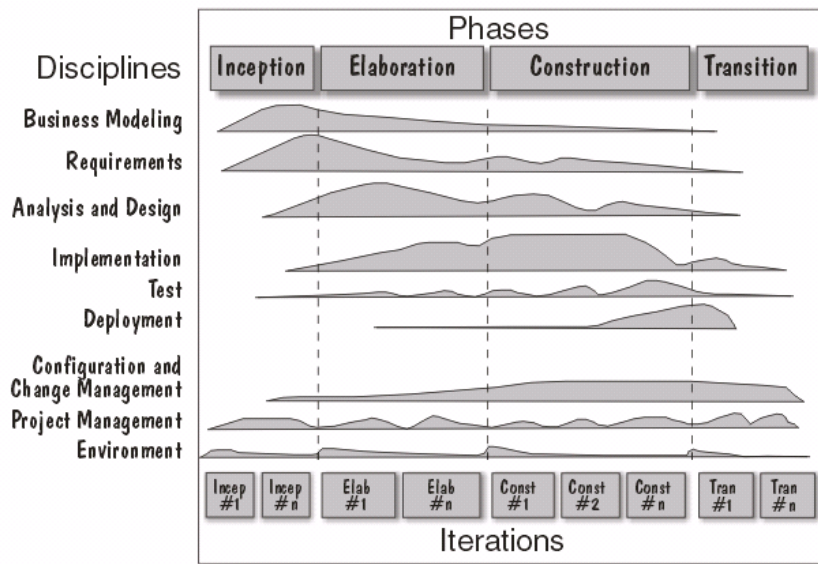 Phases
Disciplines
Inception
Elaboration
Construction
Transition
Business Modeling
Requirements
Analysis and Design
Implementation
Test
Deployment
Configuration and
Change Management
Project Management
Environment
Incep
#1
Incep
#n
Elab
#1
Elab
#n
Const
#1
Const
#2
Const
#n
Tran
#1
Tran
#n
Iterations